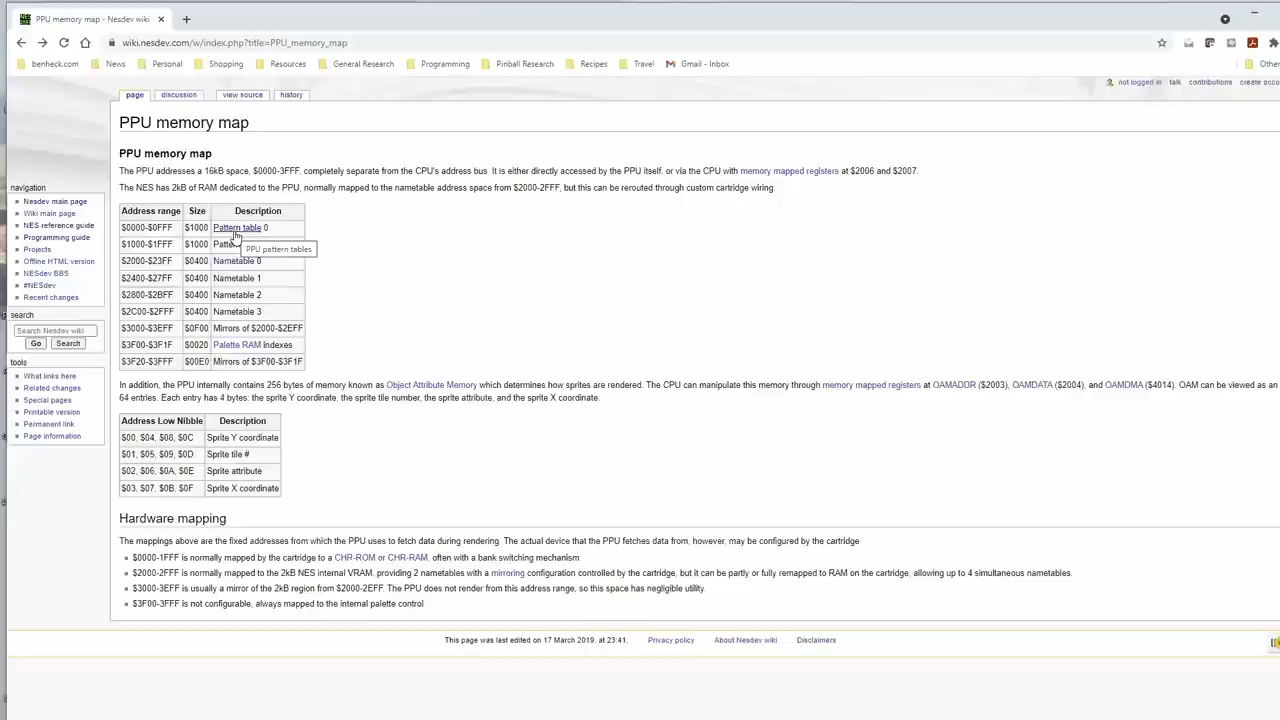 PPU memory map - Nesdev wiki
wiki.nesdev.com/w/index.php?title=PPU_memory_map
benheck.com News Personal Shopping Resources General Research Programming Pinball Research Recipes Travel Gmail - Inbox Other
not logged in talk contributions create acco
page discussion view source history
PPU memory map
PPU memory map
The PPU addresses a 16kB space, $0000-3FFF, completely separate from the CPU's address bus. It is either directly accessed by the PPU itself, or via the CPU with memory mapped registers at $2006 and $2007.
The NES has 2kB of RAM dedicated to the PPU, normally mapped to the nametable address space from $2000-2FFF, but this can be rerouted through custom cartridge wiring.
Address range Size Description
$0000-$0FFF $1000 Pattern table 0
$1000-$1FFF $1000
PPU pattern tables
$2000-$23FF $0400 Nametable 0
$2400-$27FF $0400 Nametable 1
$2800-$2BFF $0400 Nametable 2
$2C00-$2FFF $0400 Nametable 3
$3000-$3EFF $0F00 Mirrors of $2000-$2EFF
$3F00-$3F1F $0020 Palette RAM indexes
$3F20-$3FFF $00E0 Mirrors of $3F00-$3F1F
In addition, the PPU internally contains 256 bytes of memory known as Object Attribute Memory which determines how sprites are rendered. The CPU can manipulate this memory through memory mapped registers at OAMADDR ($2003), OAMDATA ($2004), and OAMDMA ($4014). OAM can be viewed as an
64 entries. Each entry has 4 bytes: the sprite Y coordinate, the sprite tile number, the sprite attribute, and the sprite X coordinate.
Address Low Nibble Description
$00, $04, $08, $0C Sprite Y coordinate
$01, $05, $09, $0D Sprite tile #
$02, $06, $0A, $0E Sprite attribute
$03, $07, $0B, $0F Sprite X coordinate
Hardware mapping
The mappings above are the fixed addresses from which the PPU uses to fetch data during rendering. The actual device that the PPU fetches data from, however, may be configured by the cartridge.
$0000-1FFF is normally mapped by the cartridge to a CHR-ROM or CHR-RAM, often with a bank switching mechanism.
$2000-2FFF is normally mapped to the 2kB NES internal VRAM, providing 2 nametables with a mirroring configuration controlled by the cartridge, but it can be partly or fully remapped to RAM on the cartridge, allowing up to 4 simultaneous nametables.
$3000-3EFF is usually a mirror of the 2kB region from $2000-2EFF. The PPU does not render from this address range, so this space has negligible utility.
$3F00-3FFF is not configurable, always mapped to the internal palette control.
This page was last edited on 17 March 2019, at 23:41. Privacy policy About Nesdev wiki Disclaimers
navigation
Nesdev main page
Wiki main page
NES reference guide
Programming guide
Projects
Offline HTML version
NESdev BBS
#NESdev
Recent changes
search
Search Nesdev wiki
Go Search
tools
What links here
Related changes
Special pages
Printable version
Permanent link
Page information